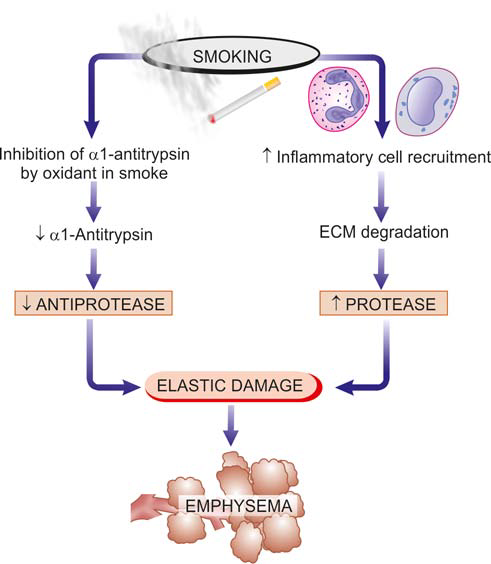 SMOKING
Inhibition of α1-antitrypsin
by oxidant in smoke
↑ Inflammatory cell recruitment
↓ α1-Antitrypsin
ECM degradation
↓ ANTIPROTEASE
↑ PROTEASE
ELASTIC DAMAGE
EMPHYSEMA